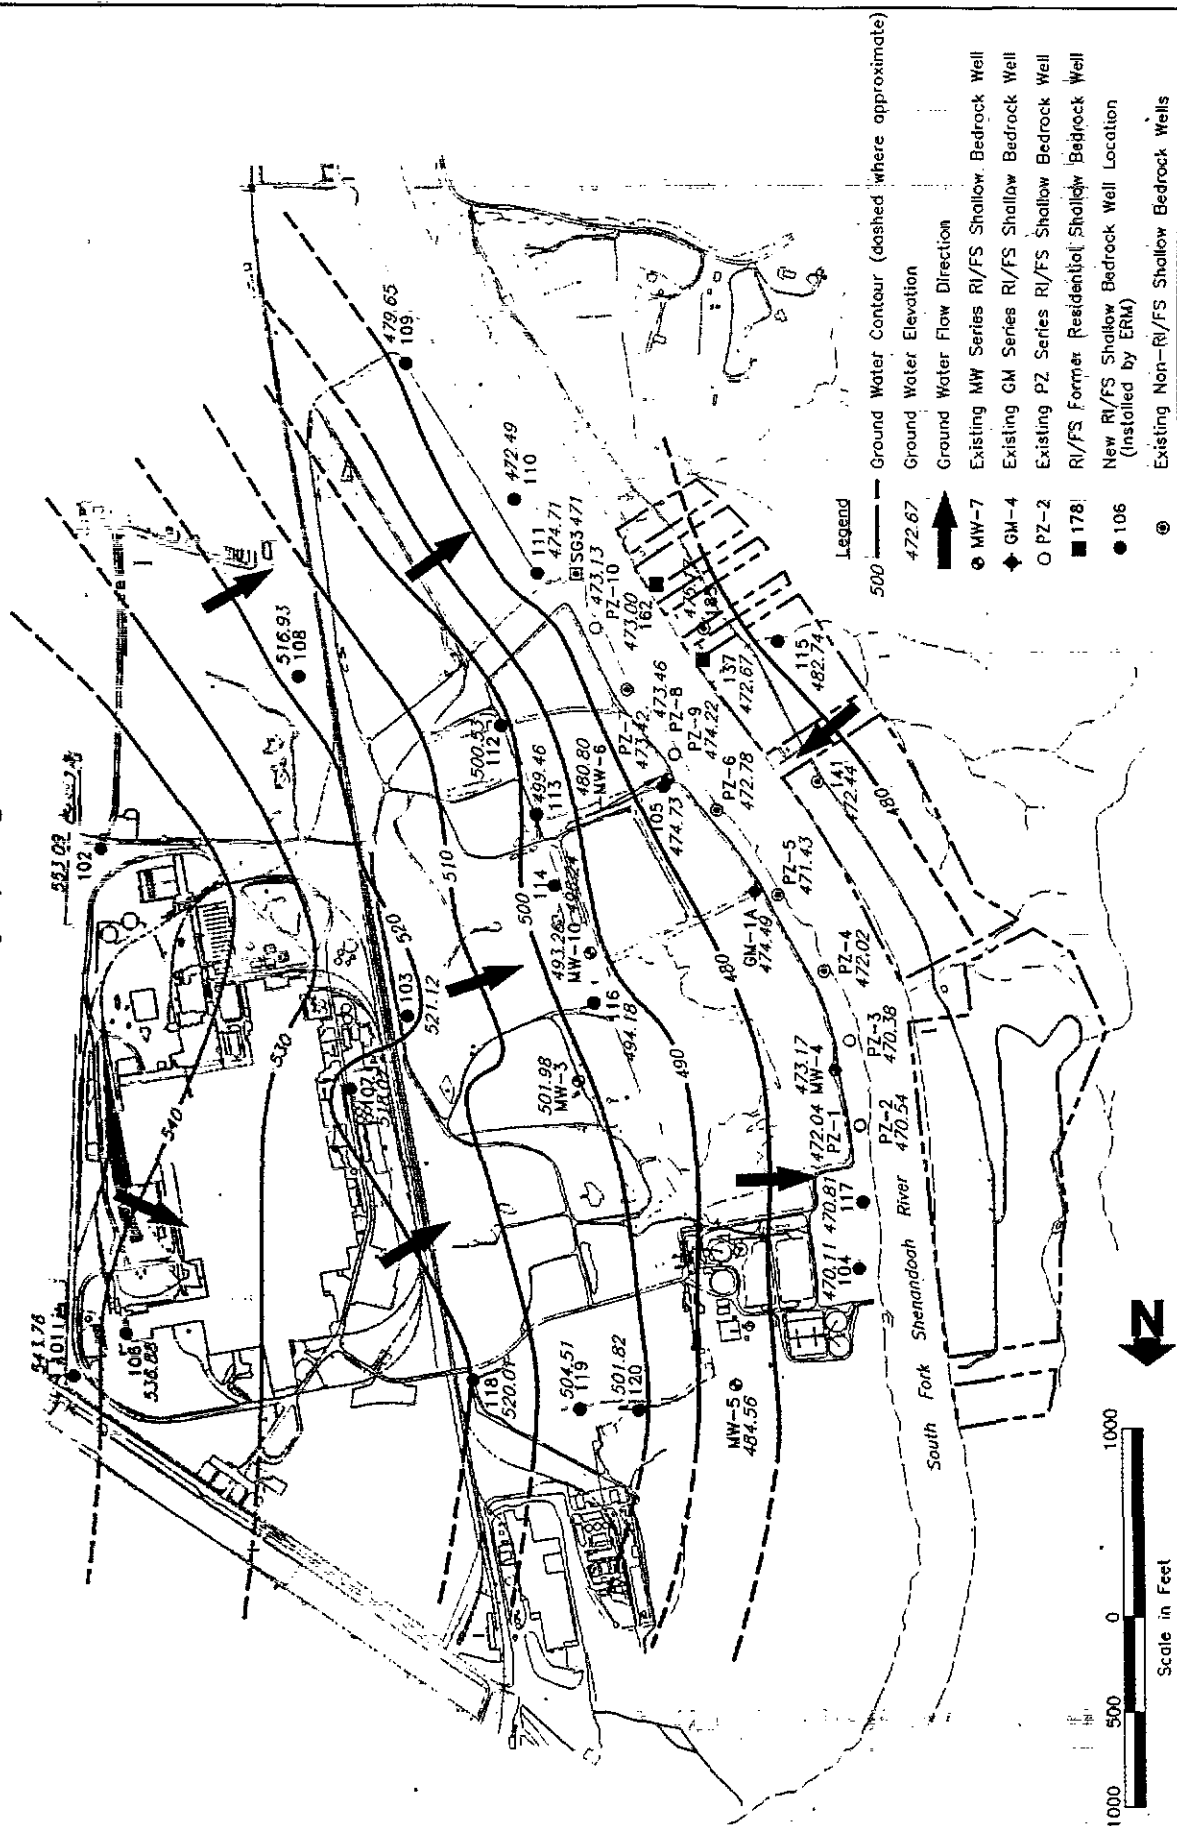 Legend
500 Ground Water Contour (dashed where approximate)
472.67 Ground Water Elevation
Ground Water Flow Direction
MW-7 Existing MW Series RI/FS Shallow Bedrock Well
GM-4 Existing GM Series RI/FS Shallow Bedrock Well
PZ-2 Existing PZ Series RI/FS Shallow Bedrock Well
178 RI/FS Former Residential Shallow Bedrock Well
106 New RI/FS Shallow Bedrock Well Location
(Installed by ERM)
Existing Non-RI/FS Shallow Bedrock Wells
553.09
102
101
106
536.88
540
530
107
518.07
103
521.12
520
516.93
108
510
500
500.53
112
499.46
113
114
493.26
MW-10
116
494.18
501.98
MW-3
490
480.80
MW-6
479.65
109
472.49
110
111
474.71
SG3 471
473.13
PZ-10
473.00
162
PZ-7
473.42
473.46
PZ-8
PZ-9
474.22
137
472.67
115
482.74
105
474.73
PZ-6
472.78
141
472.44
480
480
GM-1A
474.49
PZ-5
471.43
PZ-4
472.02
PZ-3
470.38
473.17
MW-4
472.04
PZ-1
PZ-2
470.54
470.81
117
470.11
104
118
520.01
504.51
119
501.82
120
MW-5
484.56
South Fork Shenandoah River
N
1000 500 0 1000
Scale in Feet